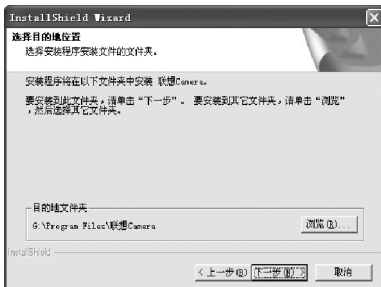 InstallShield Wizard
选择目的地位置
选择安装程序安装文件的文件夹。
安装程序将在以下文件夹中安装 联想Camera。
要安装到此文件夹，请单击“下一步”。 要安装到其它文件夹，请单击“浏览”
，然后选择其它文件夹。
目的地文件夹
G:\Program Files\联想Camera
浏览(R)...
InstallShield
<上一步(B)
下一步(N)>
取消